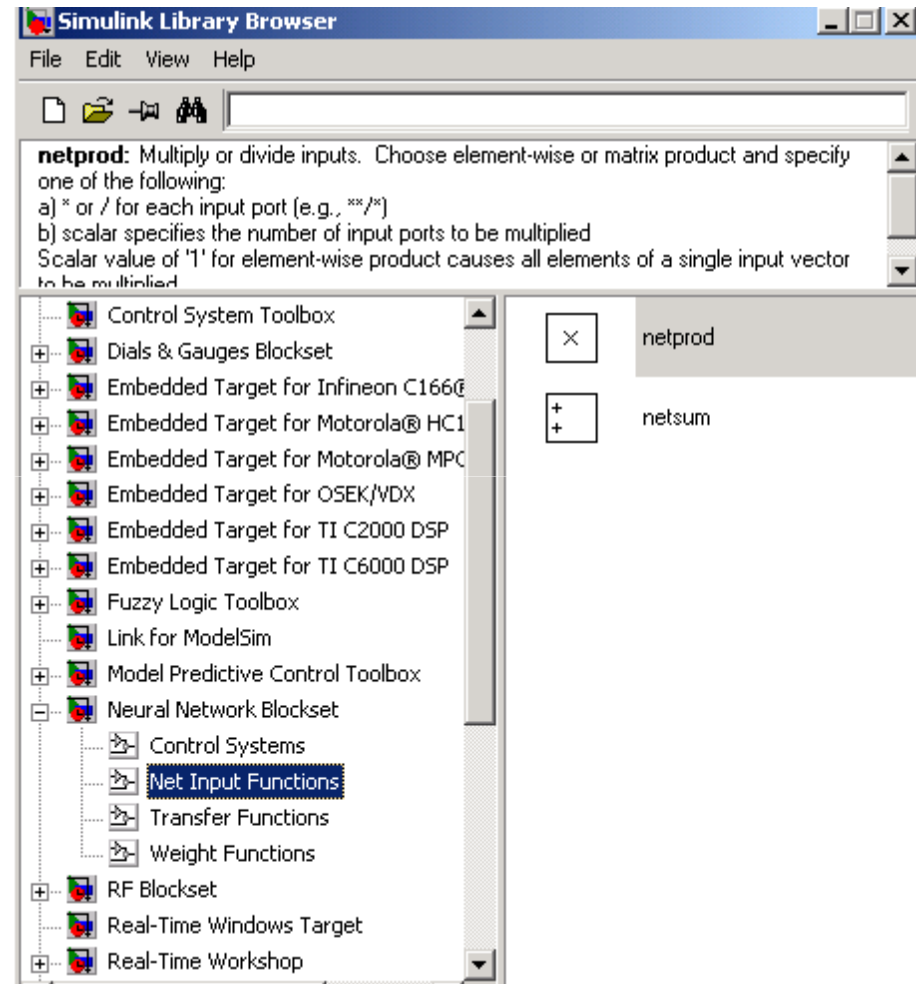 Simulink Library Browser
File Edit View Help
netprod: Multiply or divide inputs. Choose element-wise or matrix product and specify
one of the following:
a) * or / for each input port (e.g., **/*)
b) scalar specifies the number of input ports to be multiplied
Scalar value of '1' for element-wise product causes all elements of a single input vector
to be multiplied
Control System Toolbox
Dials & Gauges Blockset
Embedded Target for Infineon C166®
Embedded Target for Motorola® HC1
Embedded Target for Motorola® MPC
Embedded Target for OSEK/VDX
Embedded Target for TI C2000 DSP
Embedded Target for TI C6000 DSP
Fuzzy Logic Toolbox
Link for ModelSim
Model Predictive Control Toolbox
Neural Network Blockset
Control Systems
Net Input Functions
Transfer Functions
Weight Functions
RF Blockset
Real-Time Windows Target
Real-Time Workshop
× netprod
+
+ netsum